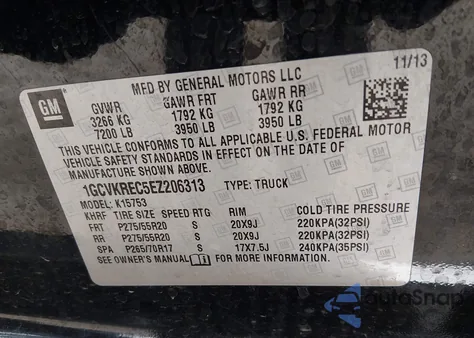 MFD BY GENERAL MOTORS LLC
11/13
GM
GVWR GAWR FRT GAWR RR
3266 KG 1792 KG 1792 KG
7200 LB 3950 LB 3950 LB
THIS VEHICLE CONFORMS TO ALL APPLICABLE U.S. FEDERAL MOTOR
VEHICLE SAFETY STANDARDS IN EFFECT ON THE DATE OF
MANUFACTURE SHOWN ABOVE.
1GCVKREC5EZ206313 TYPE: TRUCK
MODEL: K15753
KHRF TIRE SIZE SPEED RTG RIM COLD TIRE PRESSURE
FRT P275/55R20 S 20X9J 220KPA(32PSI)
RR P275/55R20 S 20X9J 220KPA(32PSI)
SPA P265/70R17 S 17X7.5J 240KPA(35PSI)
SEE OWNER'S MANUAL FOR MORE INFORMATION.
AutoSnap